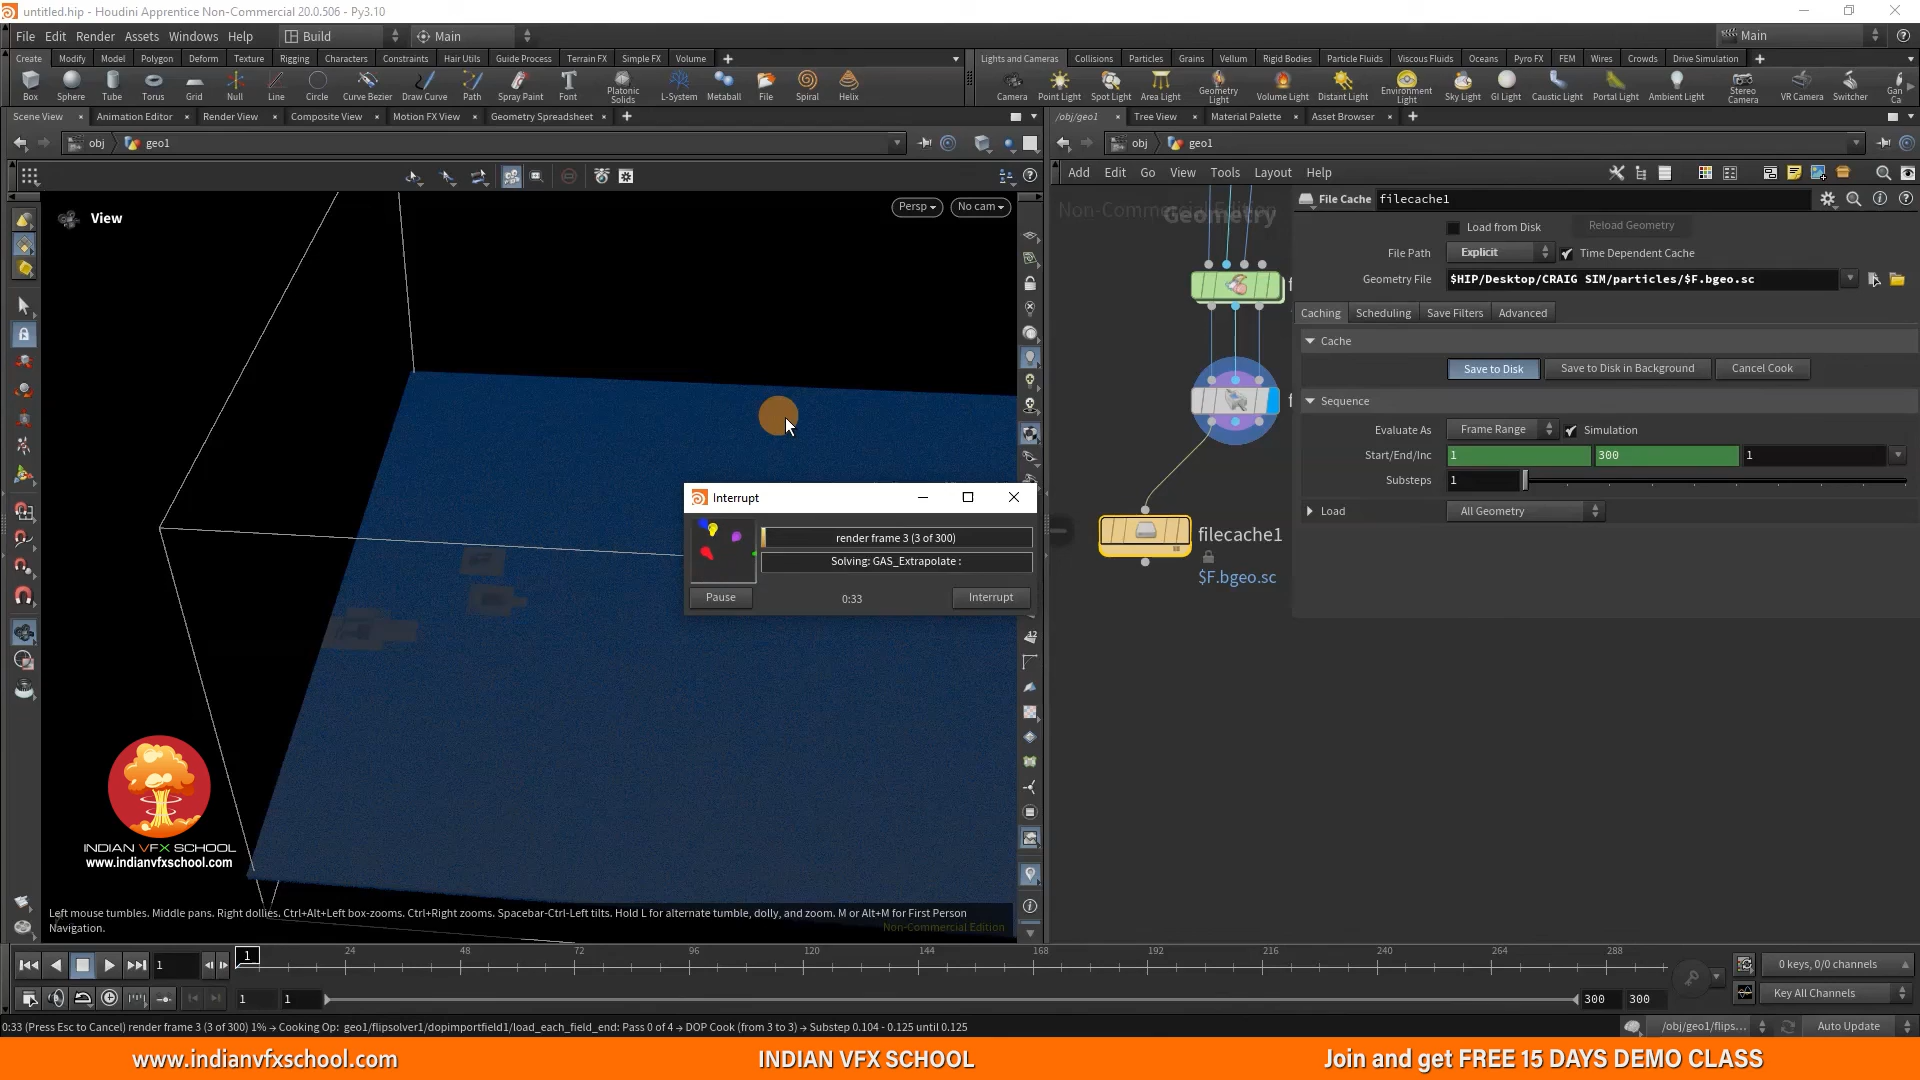 untitled.hip - Houdini Apprentice Non-Commercial 20.0.506 - Py3.10
File Edit Render Assets Windows Help Build Main Main
Create Modify Model Polygon Deform Texture Rigging Characters Constraints Hair Utils Guide Process Terrain FX Simple FX Volume
Lights and Cameras Collisions Particles Grains Vellum Rigid Bodies Particle Fluids Viscous Fluids Oceans Pyro FX FEM Wires Crowds Drive Simulation
Box Sphere Tube Torus Grid Null Line Circle Curve Bezier Draw Curve Path Spray Paint Font Platonic Solids L-System Metaball File Spiral Helix
Camera Point Light Spot Light Area Light Geometry Light Volume Light Distant Light Environment Light Sky Light GI Light Caustic Light Portal Light Ambient Light Stereo Camera VR Camera Switcher Gan Ca
Scene View Animation Editor Render View Composite View Motion FX View Geometry Spreadsheet
/obj/geo1 Tree View Material Palette Asset Browser
obj geo1
obj geo1
Add Edit Go View Tools Layout Help
View
Persp No cam
Non-Commercial Edition
Geometry
File Cache filecache1
Load from Disk Reload Geometry
File Path Explicit Time Dependent Cache
Geometry File $HIP/Desktop/CRAIG SIM/particles/$F.bgeo.sc
Caching Scheduling Save Filters Advanced
Cache
Save to Disk Save to Disk in Background Cancel Cook
Sequence
Evaluate As Frame Range Simulation
Start/End/Inc 1 300 1
Substeps 1
Load All Geometry
filecache1
$F.bgeo.sc
Interrupt
render frame 3 (3 of 300)
Solving: GAS_Extrapolate :
Pause 0:33 Interrupt
12
INDIAN VFX SCHOOL
www.indianvfxschool.com
Left mouse tumbles. Middle pans. Right dollies. Ctrl+Alt+Left box-zooms. Ctrl+Right zooms. Spacebar-Ctrl-Left tilts. Hold L for alternate tumble, dolly, and zoom. M or Alt+M for First Person
Navigation.
Non-Commercial Edition
1 1 24 48 72 96 120 144 168 192 216 240 264 288
0 keys, 0/0 channels
1 1 300 300
Key All Channels
0:33 (Press Esc to Cancel) render frame 3 (3 of 300) 1% → Cooking Op: geo1/flipsolver1/dopimportfield1/load_each_field_end: Pass 0 of 4 → DOP Cook (from 3 to 3) → Substep 0.104 - 0.125 until 0.125
/obj/geo1/flips... Auto Update
www.indianvfxschool.com INDIAN VFX SCHOOL Join and get FREE 15 DAYS DEMO CLASS